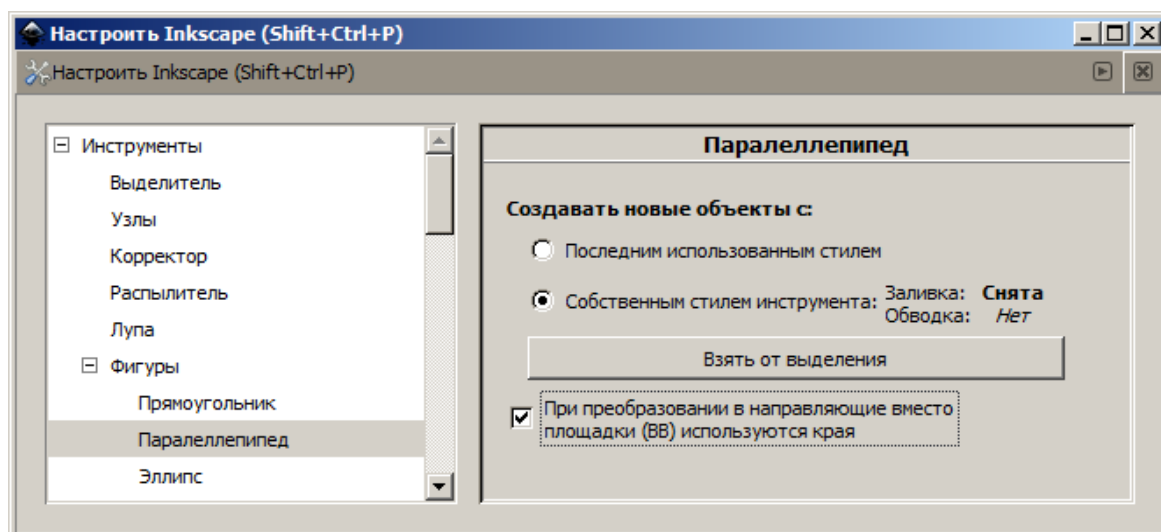 Настроить Inkscape (Shift+Ctrl+P)
Настроить Inkscape (Shift+Ctrl+P)
Инструменты
Выделитель
Узлы
Корректор
Распылитель
Лупа
Фигуры
Прямоугольник
Паралеллепипед
Эллипс
Паралеллепипед
Создавать новые объекты с:
Последним использованным стилем
Собственным стилем инструмента: Заливка: Снята
Обводка: Нет
Взять от выделения
При преобразовании в направляющие вместо
площадки (BB) используются края